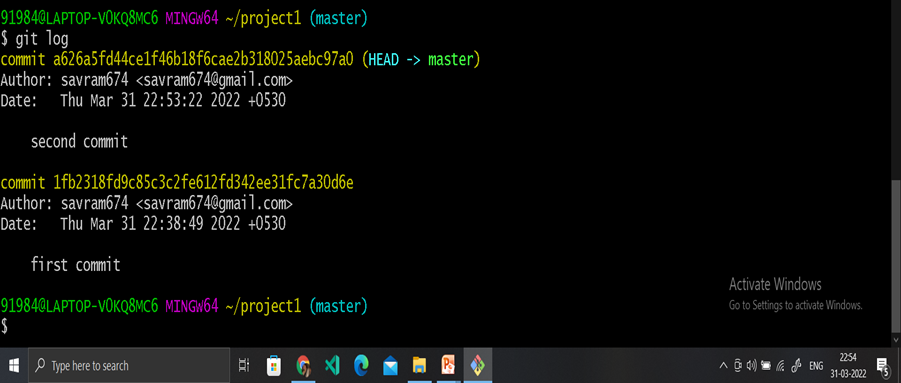 91984@LAPTOP-V0KQ8MC6 MINGW64 ~/project1 (master)
$ git log
commit a626a5fd44ce1f46b18f6cae2b318025aebc97a0 (HEAD -> master)
Author: savram674 <savram674@gmail.com>
Date:   Thu Mar 31 22:53:22 2022 +0530
second commit
commit 1fb2318fd9c85c3c2fe612fd342ee31fc7a30d6e
Author: savram674 <savram674@gmail.com>
Date:   Thu Mar 31 22:38:49 2022 +0530
first commit
Activate Windows
Go to Settings to activate Windows.
91984@LAPTOP-V0KQ8MC6 MINGW64 ~/project1 (master)
$
Type here to search
ENG
22:54
31-03-2022
5